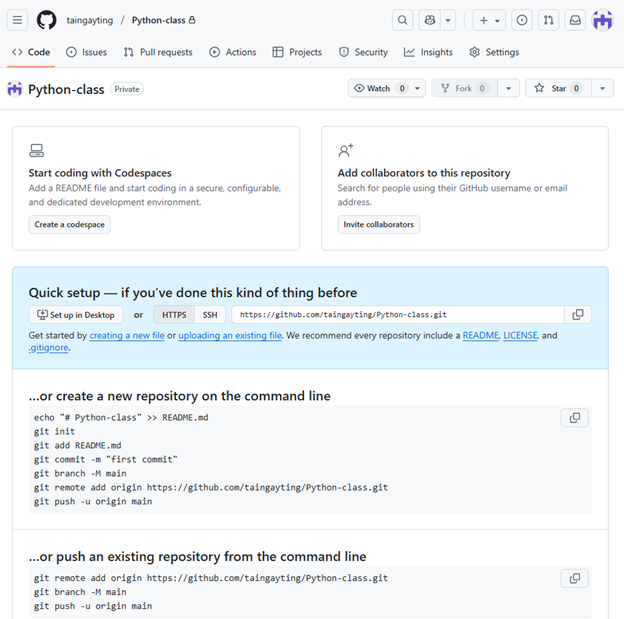 taingayting / Python-class
Code Issues Pull requests Actions Projects Security Insights Settings
Python-class Private Watch 0 Fork 0 Star 0
Start coding with Codespaces
Add a README file and start coding in a secure, configurable,
and dedicated development environment.
Create a codespace
Add collaborators to this repository
Search for people using their GitHub username or email
address.
Invite collaborators
Quick setup — if you’ve done this kind of thing before
Set up in Desktop or HTTPS SSH https://github.com/taingayting/Python-class.git
Get started by creating a new file or uploading an existing file. We recommend every repository include a README, LICENSE, and
.gitignore.
…or create a new repository on the command line
echo "# Python-class" >> README.md
git init
git add README.md
git commit -m "first commit"
git branch -M main
git remote add origin https://github.com/taingayting/Python-class.git
git push -u origin main
…or push an existing repository from the command line
git remote add origin https://github.com/taingayting/Python-class.git
git branch -M main
git push -u origin main